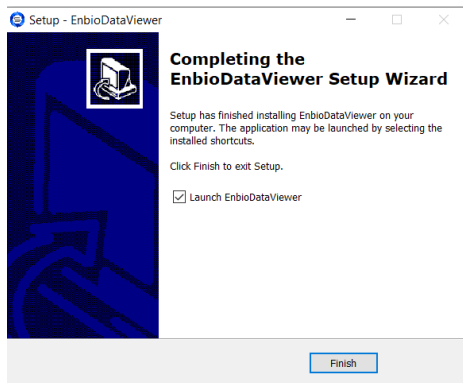 Setup - EnbioDataViewer
Completing the
EnbioDataViewer Setup Wizard
Setup has finished installing EnbioDataViewer on your
computer. The application may be launched by selecting the
installed shortcuts.
Click Finish to exit Setup.
Launch EnbioDataViewer
Finish